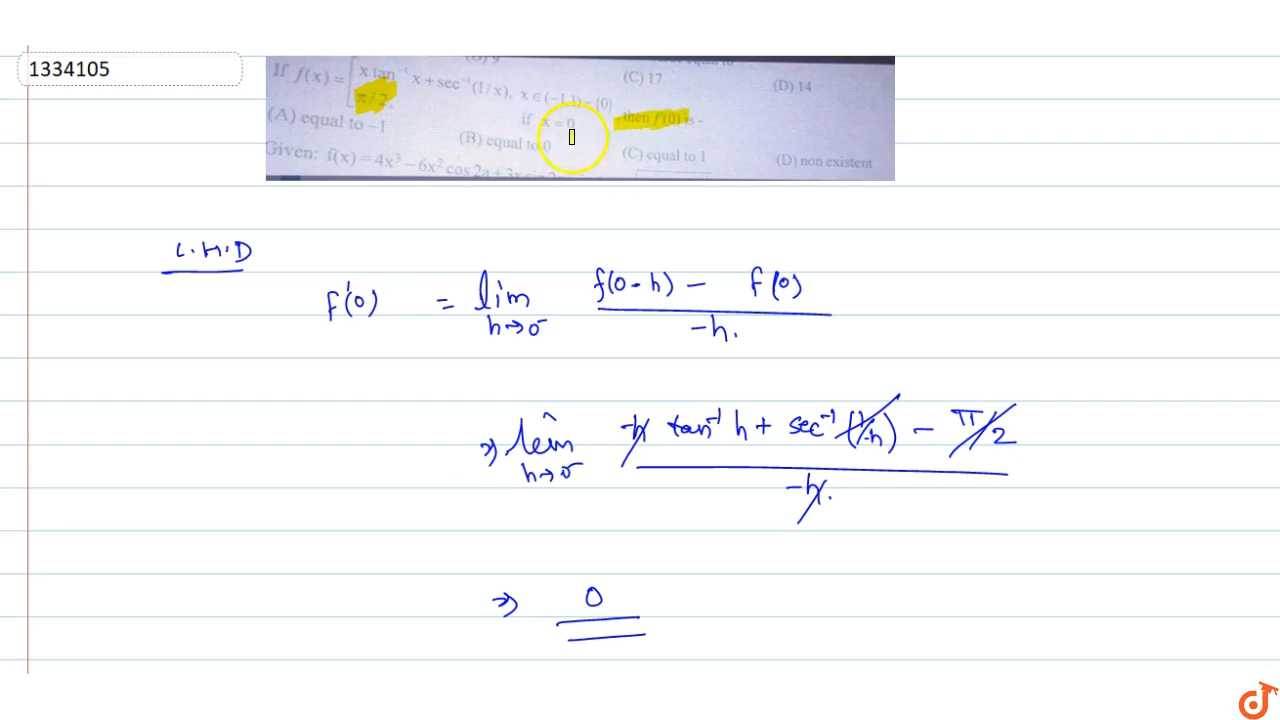 1334105
(C) 17
(D) 14
If f(x) = [ x tan⁻¹ x + sec⁻¹ (1/x), x ∈ (–1,1) – {0}
π / 2, if x = 0 then f'(0) is -
(A) equal to –1
(B) equal to 0
(C) equal to 1
(D) non existent
Given: f(x) = 4x³ – 6x² cos 2a + 3x
L.H.D
f'(0) = lim h→0⁻ f(0-h) - f(0) / -h.
⇒ lim h→0⁻ -h tan⁻¹ h + sec⁻¹ (1/-h) - π/2 / -h.
⇒ 0